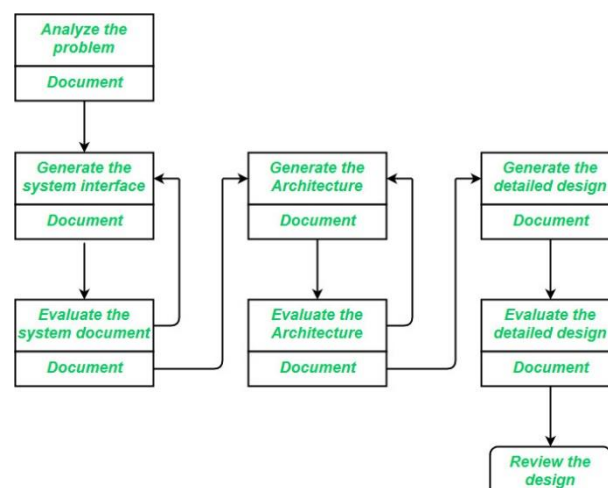 Analyze the
problem
Document
Generate the
system interface
Document
Evaluate the
system document
Document
Generate the
Architecture
Document
Evaluate the
Architecture
Document
Generate the
detailed design
Document
Evaluate the
detailed design
Document
Review the
design